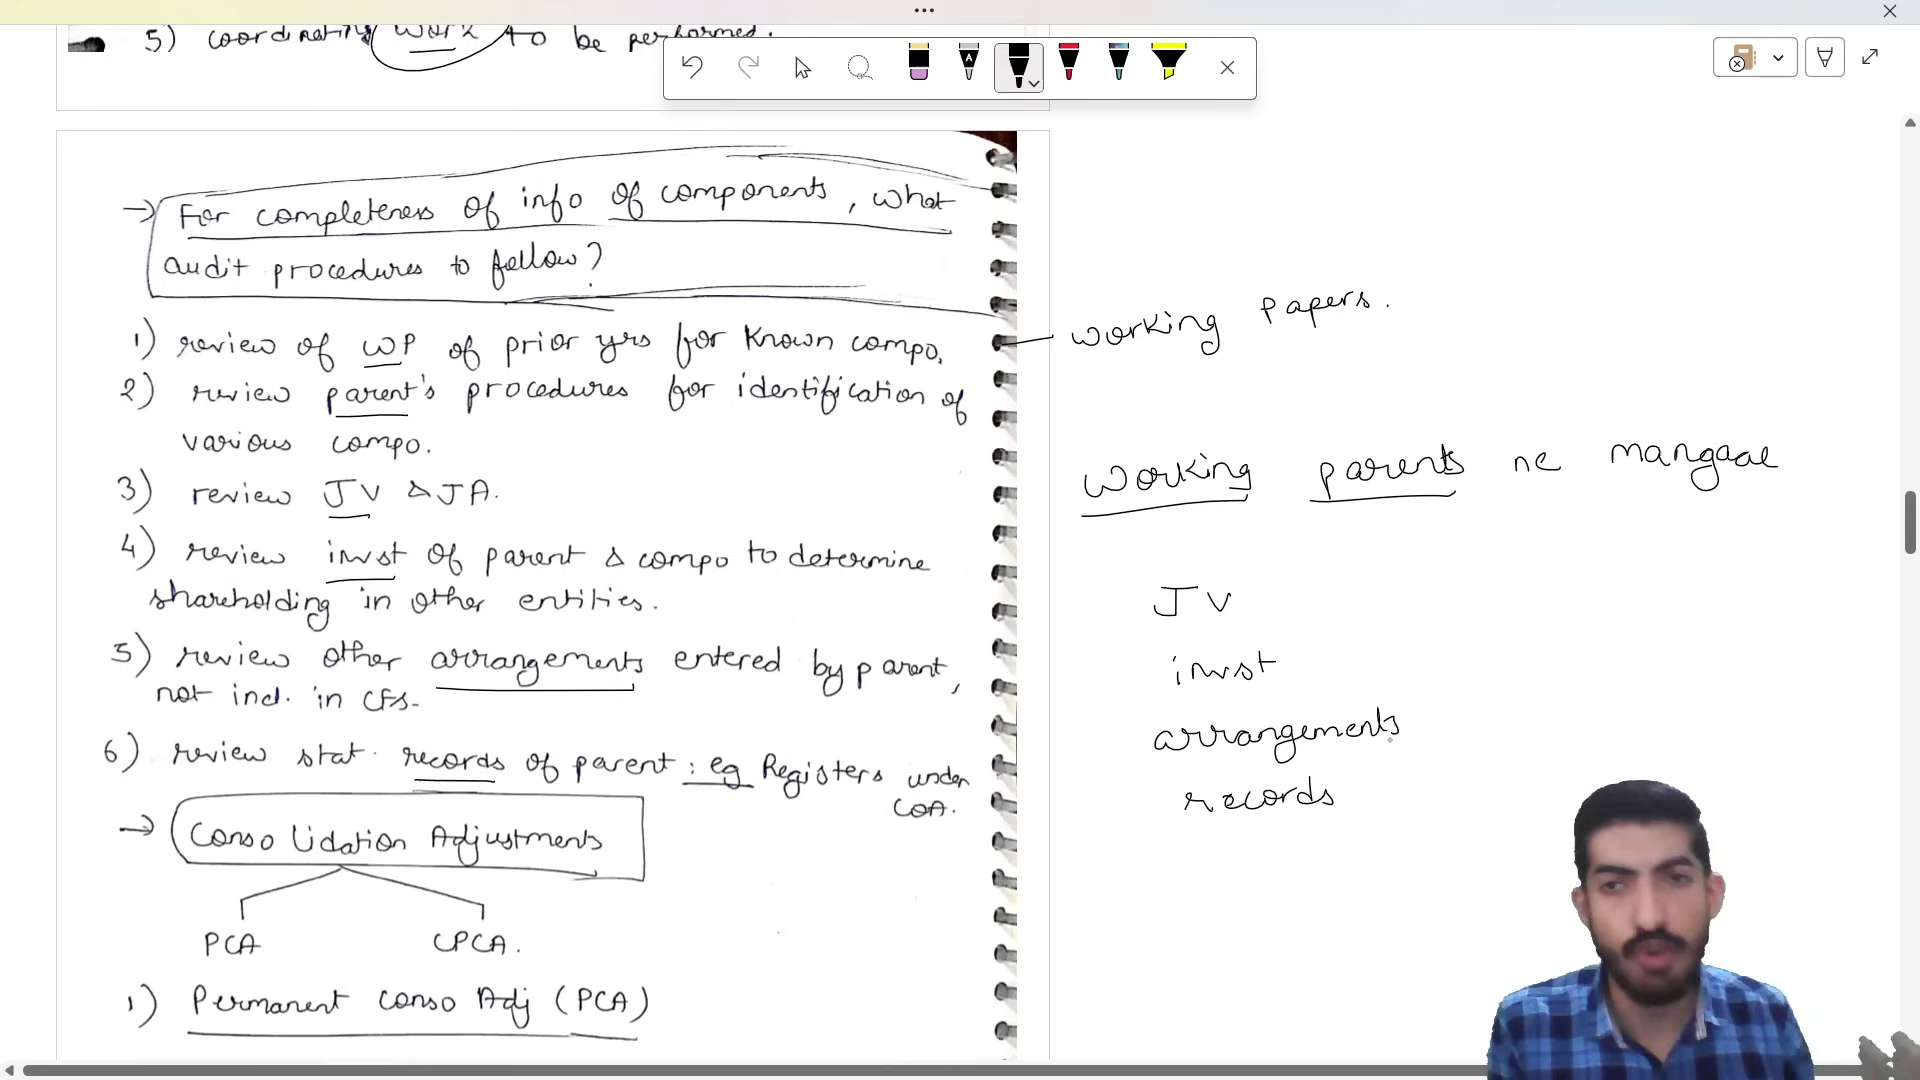 5) coordinating work to be performed.
→ For completeness of info of components, what
audit procedures to follow?
1) review of WP of prior yrs for known compo.
2) review parent's procedures for identification of
various compo.
3) review JV & JA.
4) review invst of parent & compo to determine
shareholding in other entities.
5) review other arrangements entered by parent,
not incl. in CFS.
6) review stat. records of parent : eg Registers under
COA.
→ Consolidation Adjustments
PCA CPCA.
1) Permanent Conso Adj (PCA)
working papers.
working parents ne mangaae
JV
invst
arrangements
records